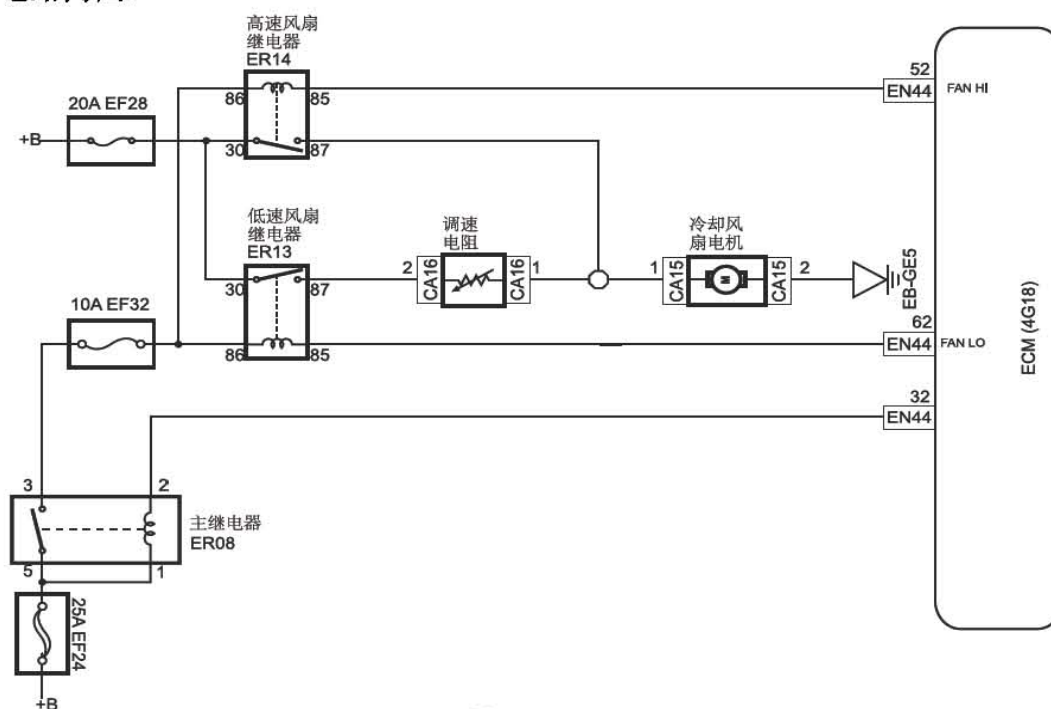 高速风扇
继电器
ER14
86
85
52
EN44
FAN HI
20A EF28
+B
30
87
低速风扇
继电器
ER13
调速
电阻
冷却风
扇电机
30
87
2
CA16
CA16
1
1
CA15
M
CA15
2
EB-GE5
10A EF32
86
85
62
EN44
FAN LO
ECM (4G18)
32
EN44
3
2
主继电器
ER08
5
1
25A EF24
+B